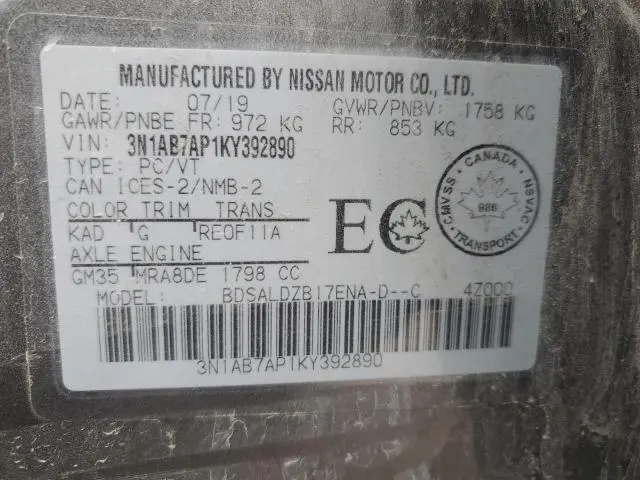 MANUFACTURED BY NISSAN MOTOR CO., LTD.
DATE: 07/19 GVWR/PNBV: 1758 KG
GAWR/PNBE FR: 972 KG RR: 853 KG
VIN: 3N1AB7AP1KY392890
TYPE: PC/VT
CAN ICES-2/NMB-2
COLOR TRIM TRANS
KAD G RE0F11A
AXLE ENGINE
GM35 MRA8DE 1798 CC
MODEL: BDSALDZB17ENA-D--C 4Z000
3N1AB7AP1KY392890
EC
CANADA
CMVSS NSVAC
986
TRANSPORT